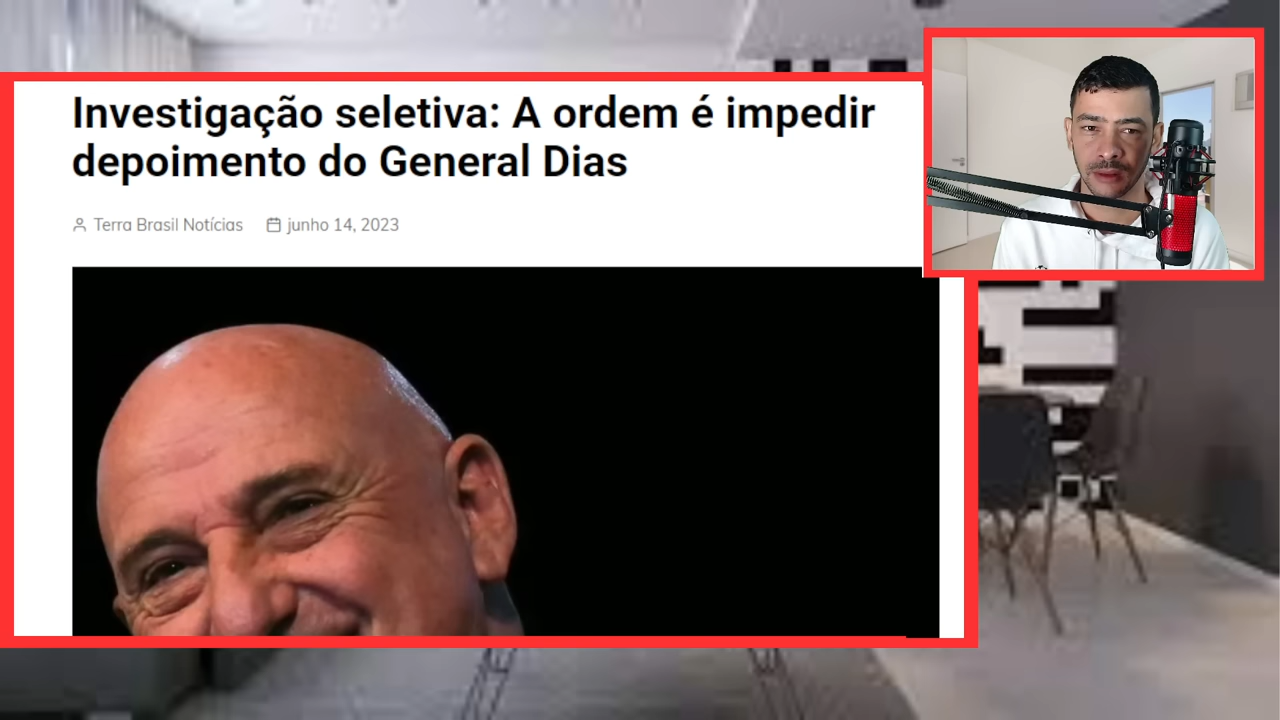 Investigação seletiva: A ordem é impedir
depoimento do General Dias
Terra Brasil Notícias junho 14, 2023